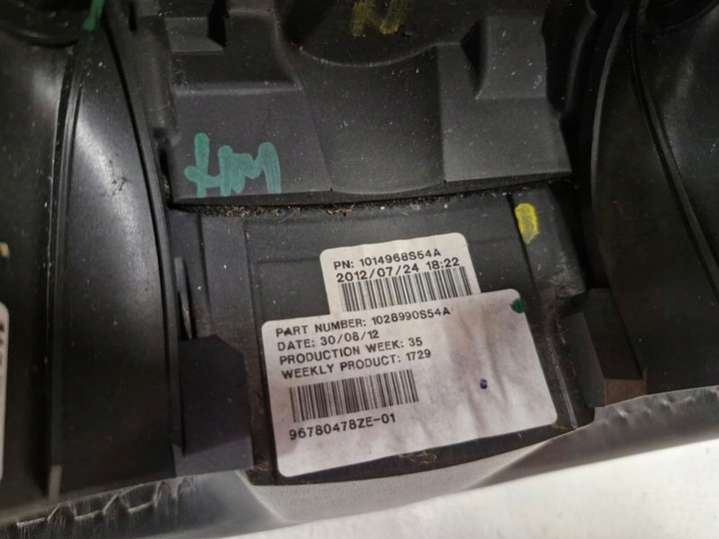 HM
PN: 1014968S54A
2012/07/24 18:22
PART NUMBER: 1028990S54A
DATE: 30/08/12
PRODUCTION WEEK: 35
WEEKLY PRODUCT: 1729
96780478ZE-01